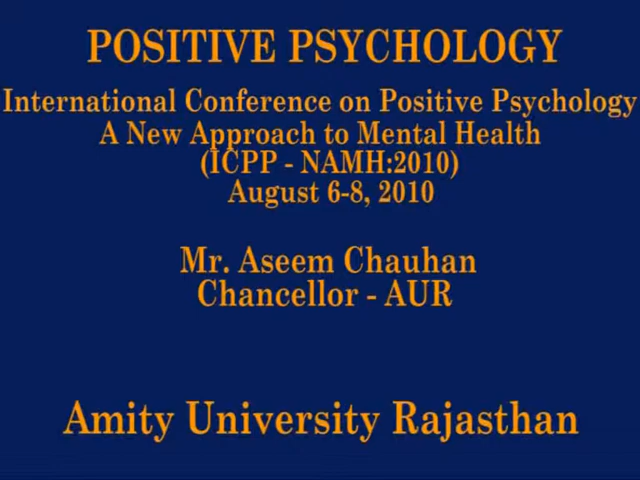 POSITIVE PSYCHOLOGY
International Conference on Positive Psychology
A New Approach to Mental Health
(ICPP - NAMH:2010)
August 6-8, 2010
Mr. Aseem Chauhan
Chancellor - AUR
Amity University Rajasthan